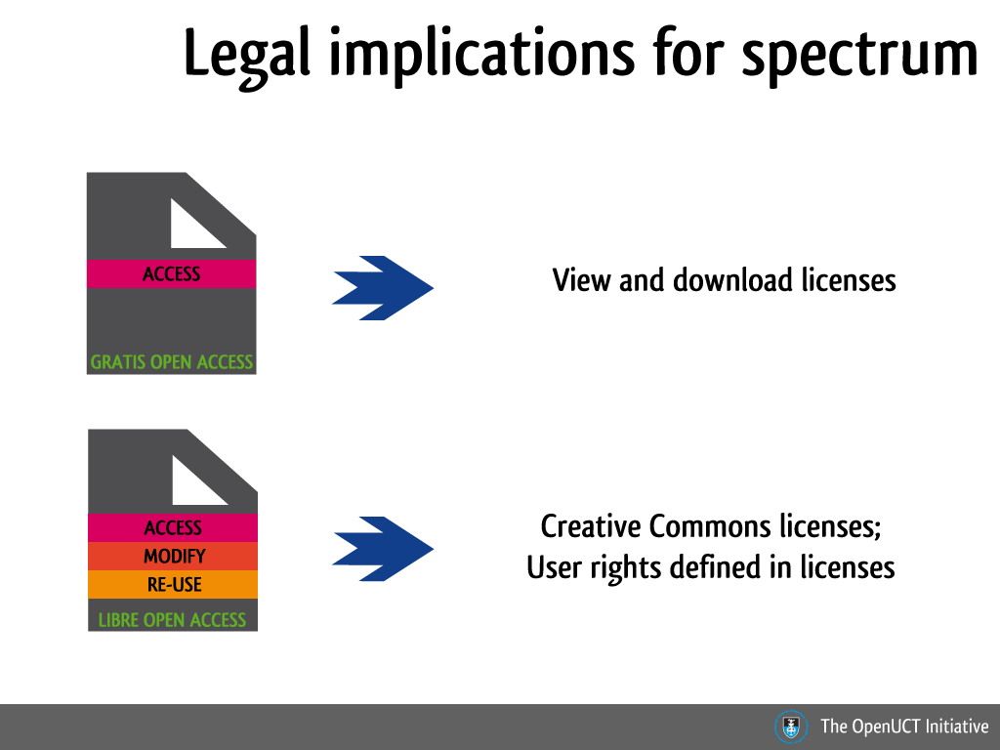 Legal implications for spectrum
ACCESS
GRATIS OPEN ACCESS
View and download licenses
ACCESS
MODIFY
RE-USE
LIBRE OPEN ACCESS
Creative Commons licenses;
User rights defined in licenses
The OpenUCT Initiative